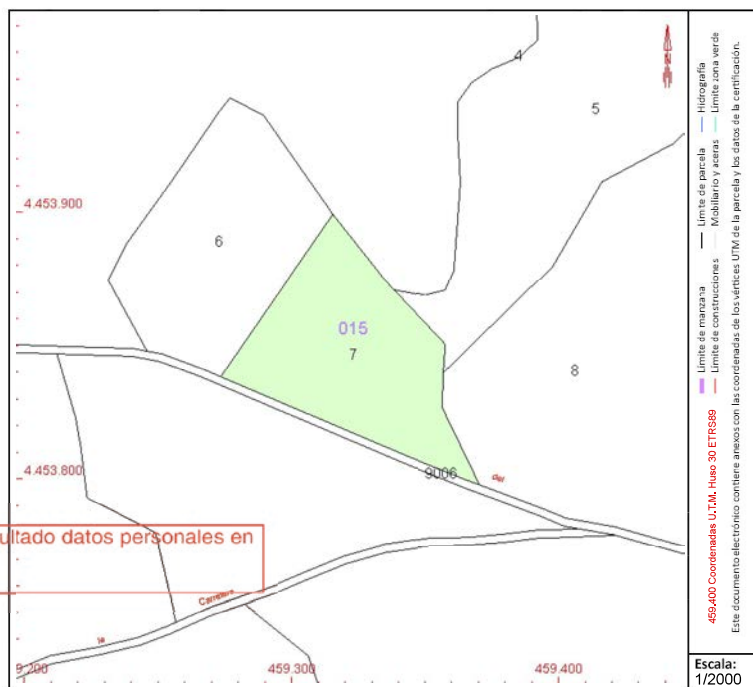 4
5
N
4.453.900
6
015
7
8
4.453.800
9006
del
ultado datos personales en
Carretera
la
9.200
459.300
459.400
Límite de manzana
Límite de parcela
Hidrografía
Límite de construcciones
Mobiliario y aceras
Límite zona verde
459.400 Coordenadas U.T.M. Huso 30 ETRS89
Este documento electrónico contiene anexos con las coordenadas de los vértices UTM de la parcela y los datos de la certificación.
Escala:
1/2000